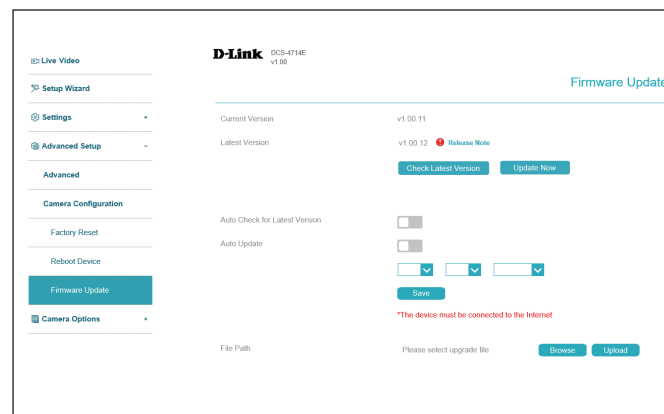 D-Link DCS-4714E
v1.00
Live Video
Setup Wizard
Settings +
Advanced Setup -
Advanced
Camera Configuration
Factory Reset
Reboot Device
Firmware Update
Camera Options +
Firmware Update
Current Version v1.00.11
Latest Version v1.00.12 Release Note
Check Latest Version Update Now
Auto Check for Latest Version
Auto Update
Save
*The device must be connected to the Internet
File Path Please select upgrade file Browse Upload